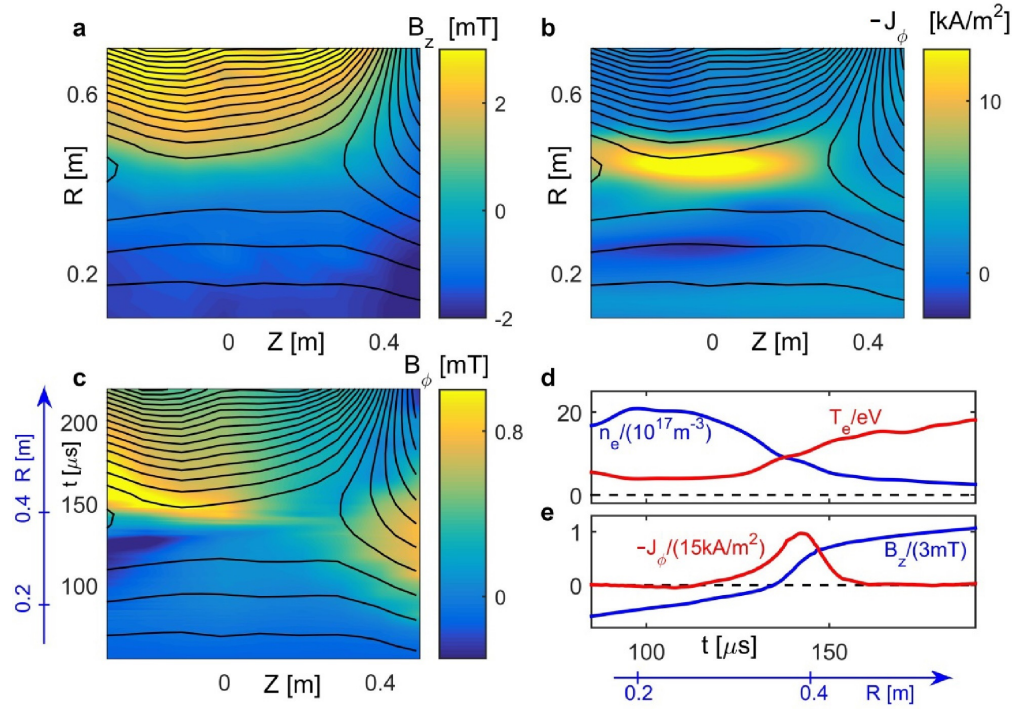 a B_z [mT]
b -J_ϕ [kA/m²]
R [m]
0.6
0.2
0 Z [m] 0.4
2
0
-2
R [m]
0.6
0.2
0 Z [m] 0.4
10
0
c B_ϕ [mT]
R [m]
0.4
0.2
t[μs]
200
150
100
0 Z [m] 0.4
0.8
0
d
20
0
n_e/(10¹⁷m⁻³)
T_e/eV
e
1
0
-J_ϕ/(15kA/m²)
B_z/(3mT)
100 t [μs] 150
0.2 0.4 R [m]